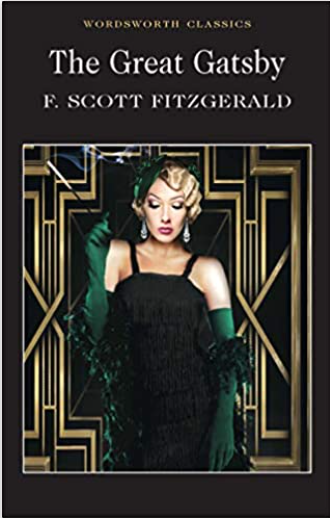 WORDSWORTH CLASSICS
The Great Gatsby
F. SCOTT FITZGERALD